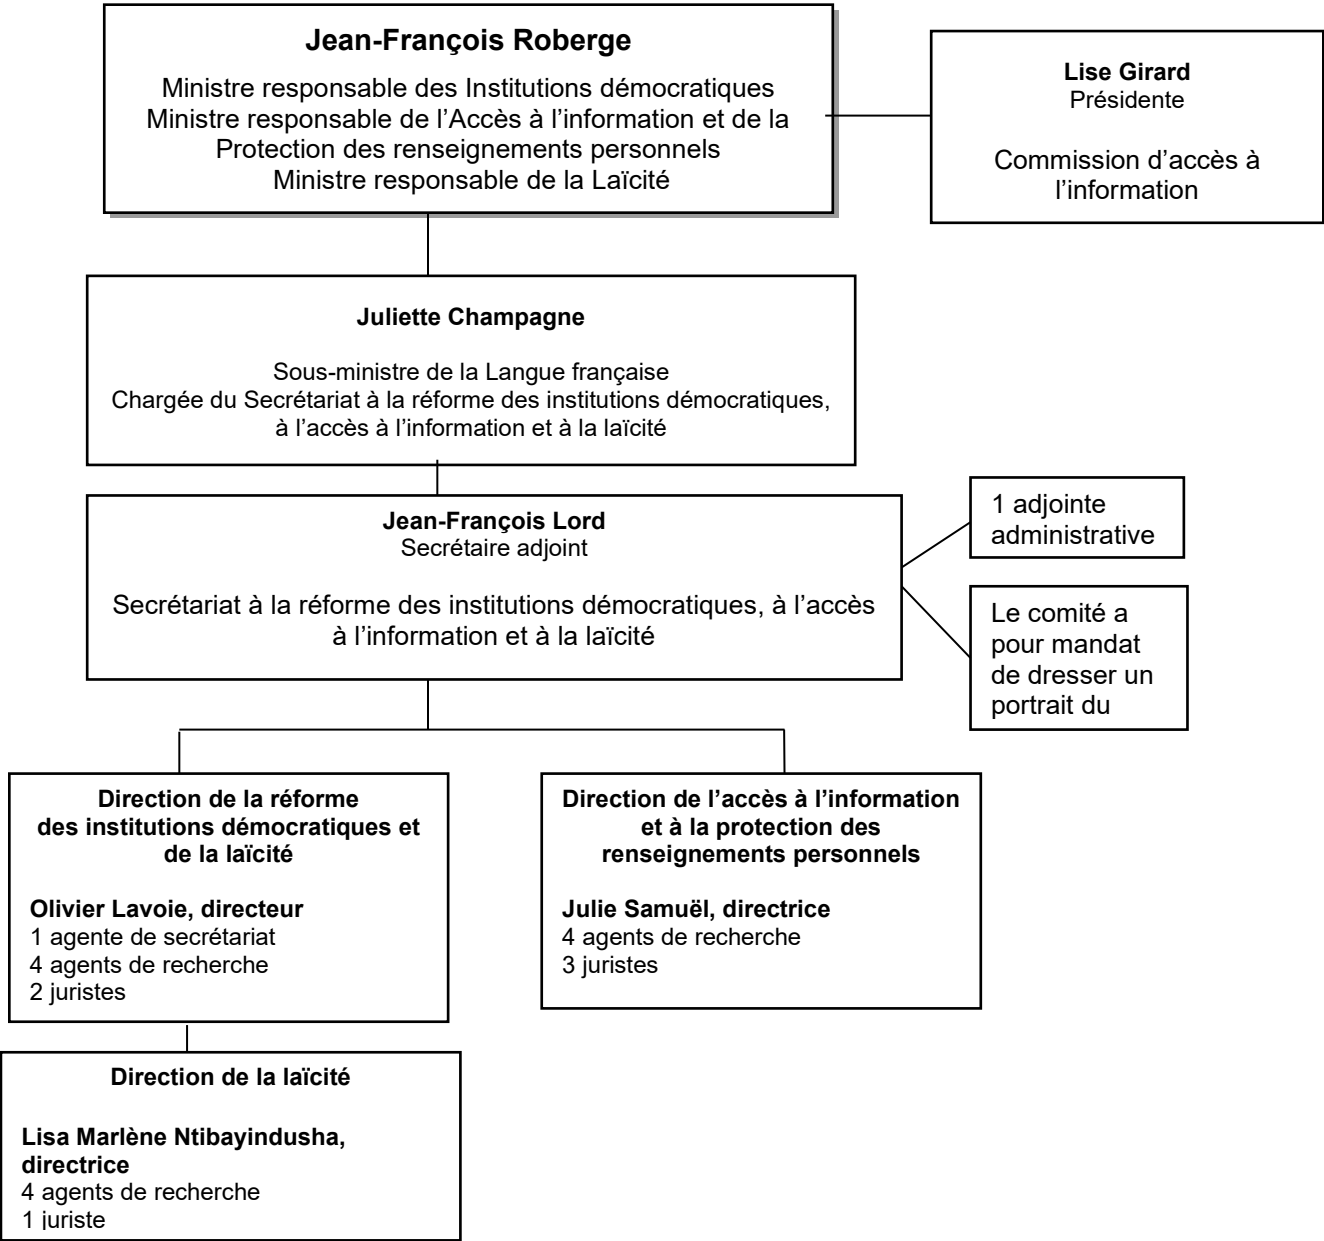 Jean-François Roberge
Ministre responsable des Institutions démocratiques
Ministre responsable de l’Accès à l’information et de la
Protection des renseignements personnels
Ministre responsable de la Laïcité
Lise Girard
Présidente
Commission d’accès à
l’information
Juliette Champagne
Sous-ministre de la Langue française
Chargée du Secrétariat à la réforme des institutions démocratiques,
à l’accès à l’information et à la laïcité
Jean-François Lord
Secrétaire adjoint
Secrétariat à la réforme des institutions démocratiques, à l’accès
à l’information et à la laïcité
1 adjointe
administrative
Le comité a
pour mandat
de dresser un
portrait du
Direction de la réforme
des institutions démocratiques et
de la laïcité
Olivier Lavoie, directeur
1 agente de secrétariat
4 agents de recherche
2 juristes
Direction de l’accès à l’information
et à la protection des
renseignements personnels
Julie Samuël, directrice
4 agents de recherche
3 juristes
Direction de la laïcité
Lisa Marlène Ntibayindusha,
directrice
4 agents de recherche
1 juriste